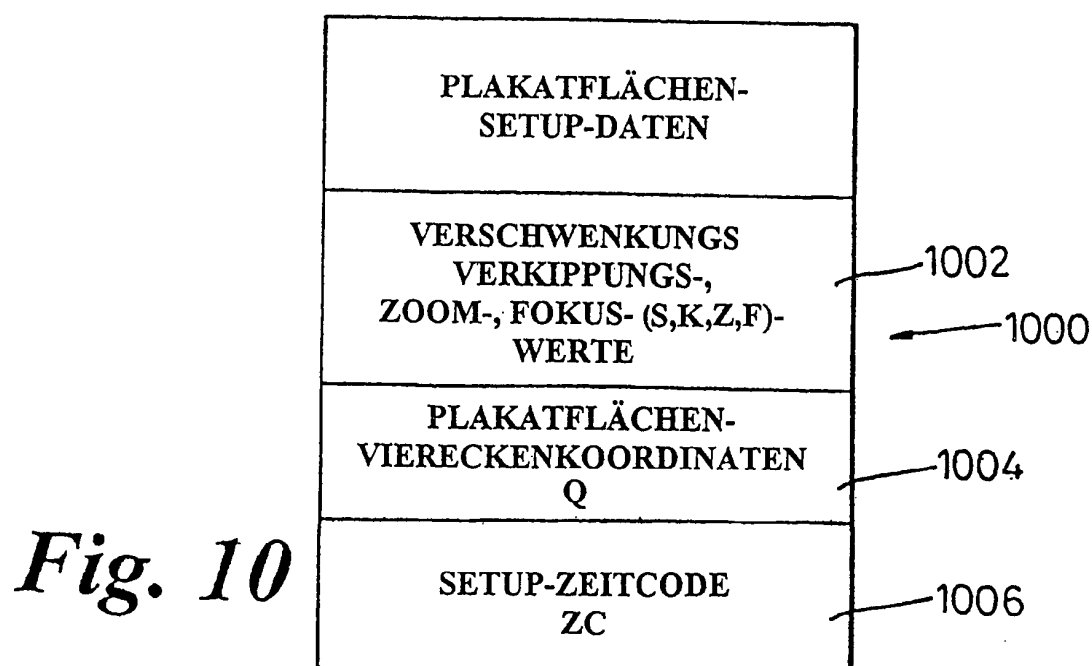 PLAKATFLÄCHEN-
SETUP-DATEN
VERSCHWENKUNGS
VERKIPPUNGS-,
ZOOM-, FOKUS- (S,K,Z,F)-
WERTE
1002
1000
PLAKATFLÄCHEN-
VIERECKENKOORDINATEN
Q
1004
SETUP-ZEITCODE
ZC
1006
Fig. 10